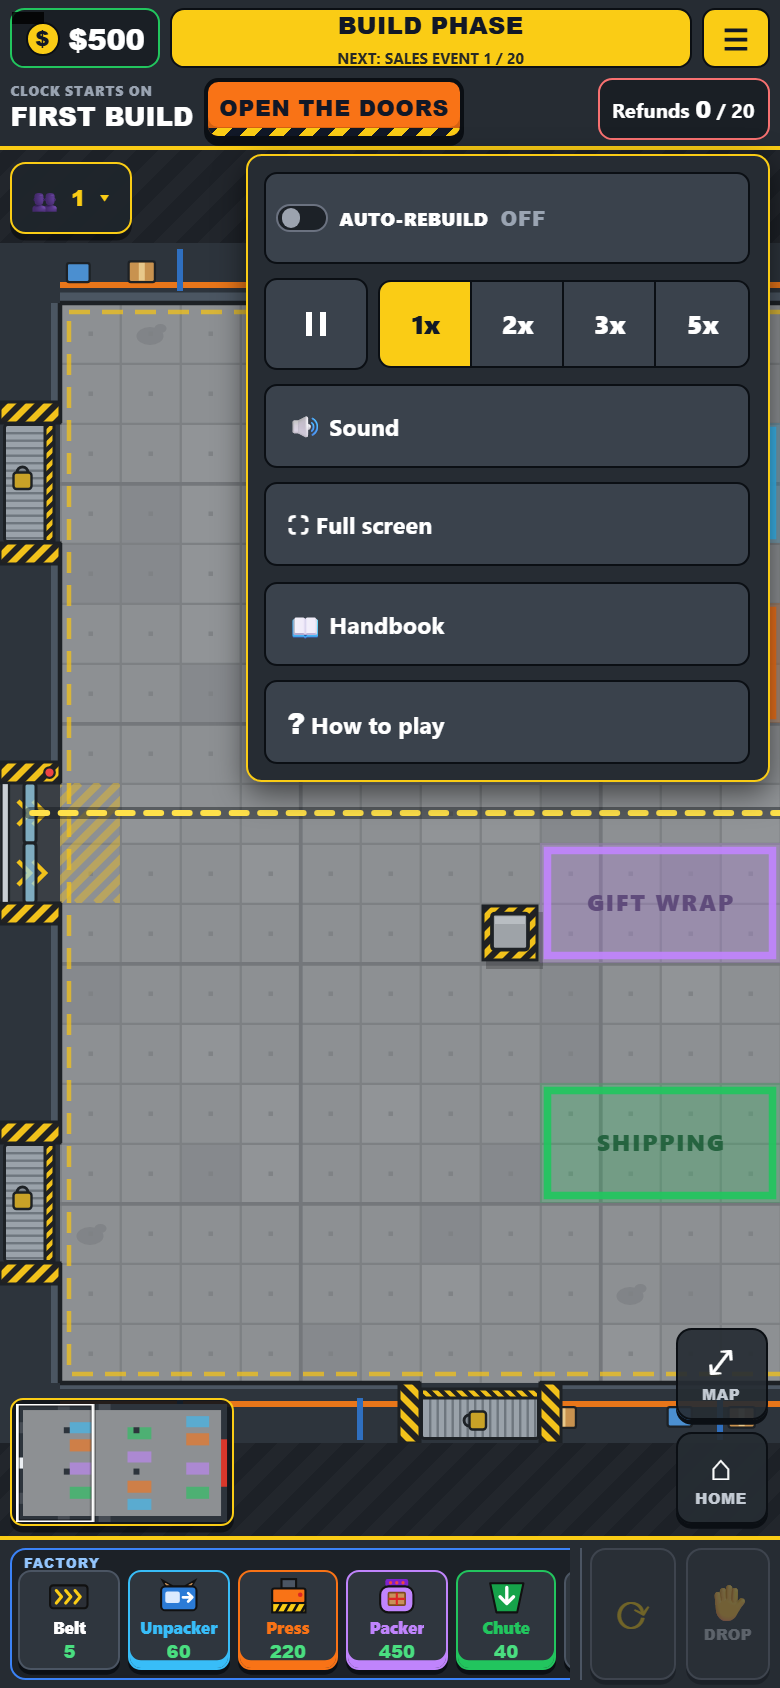 $500
BUILD PHASE
NEXT: SALES EVENT 1 / 20
CLOCK STARTS ON
FIRST BUILD
OPEN THE DOORS
Refunds 0 / 20
1
AUTO-REBUILD OFF
1x 2x 3x 5x
Sound
Full screen
Handbook
? How to play
GIFT WRAP
SHIPPING
MAP
HOME
FACTORY
Belt
5
Unpacker
60
Press
220
Packer
450
Chute
40
DROP